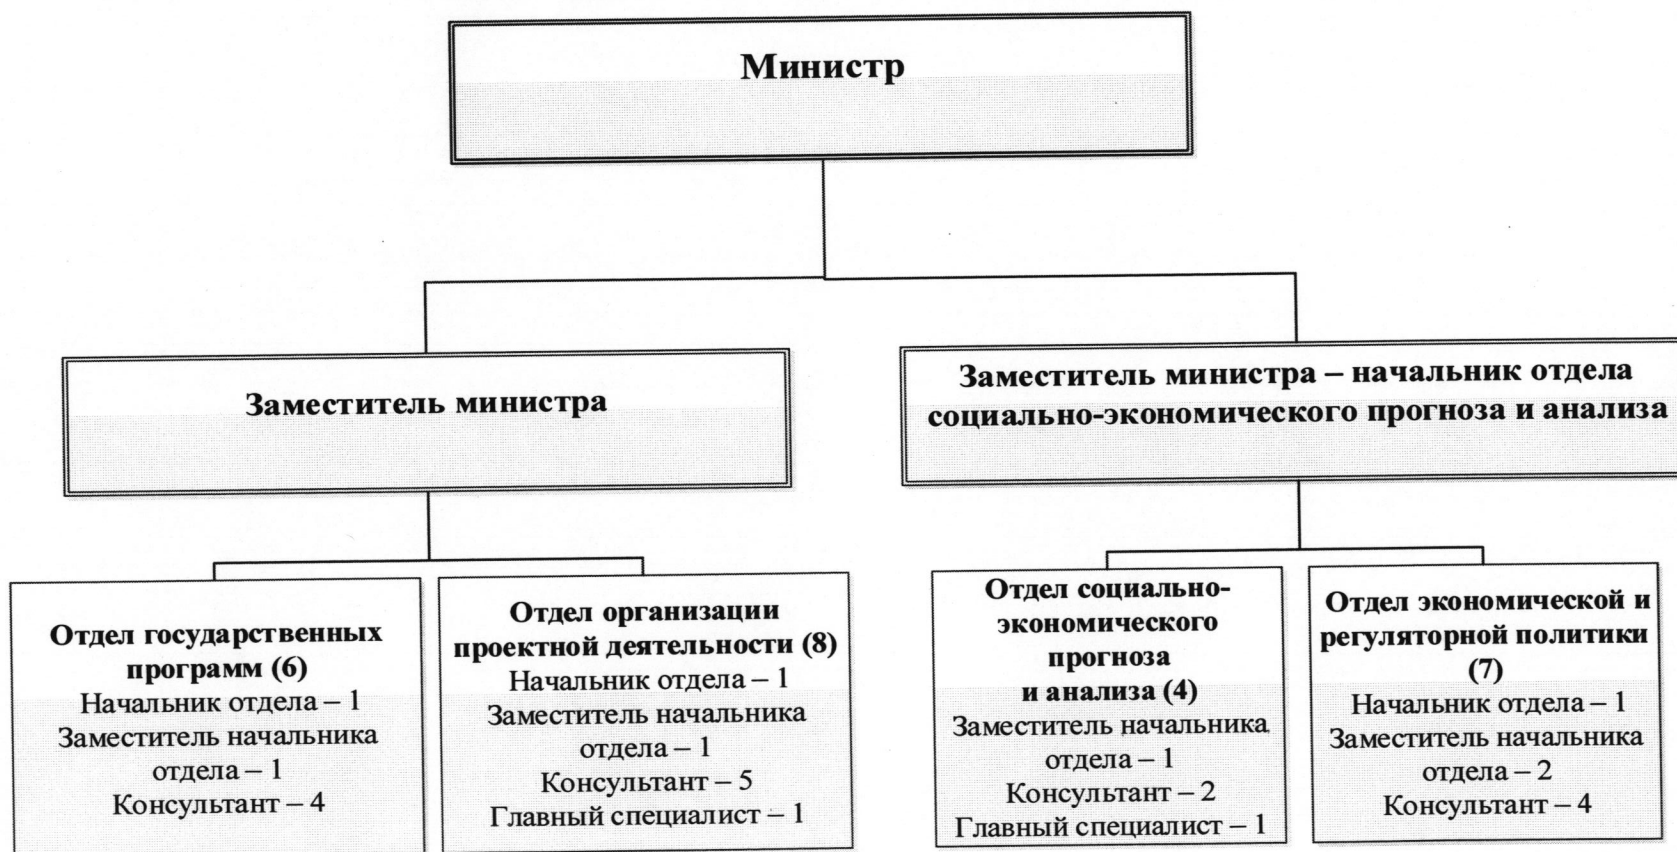 Министр
Заместитель министра
Заместитель министра – начальник отдела
социально-экономического прогноза и анализа
Отдел государственных
программ (6)
Начальник отдела – 1
Заместитель начальника
отдела – 1
Консультант – 4
Отдел организации
проектной деятельности (8)
Начальник отдела – 1
Заместитель начальника
отдела – 1
Консультант – 5
Главный специалист – 1
Отдел социально-
экономического
прогноза
и анализа (4)
Заместитель начальника
отдела – 1
Консультант – 2
Главный специалист – 1
Отдел экономической и
регуляторной политики
(7)
Начальник отдела – 1
Заместитель начальника
отдела – 2
Консультант – 4